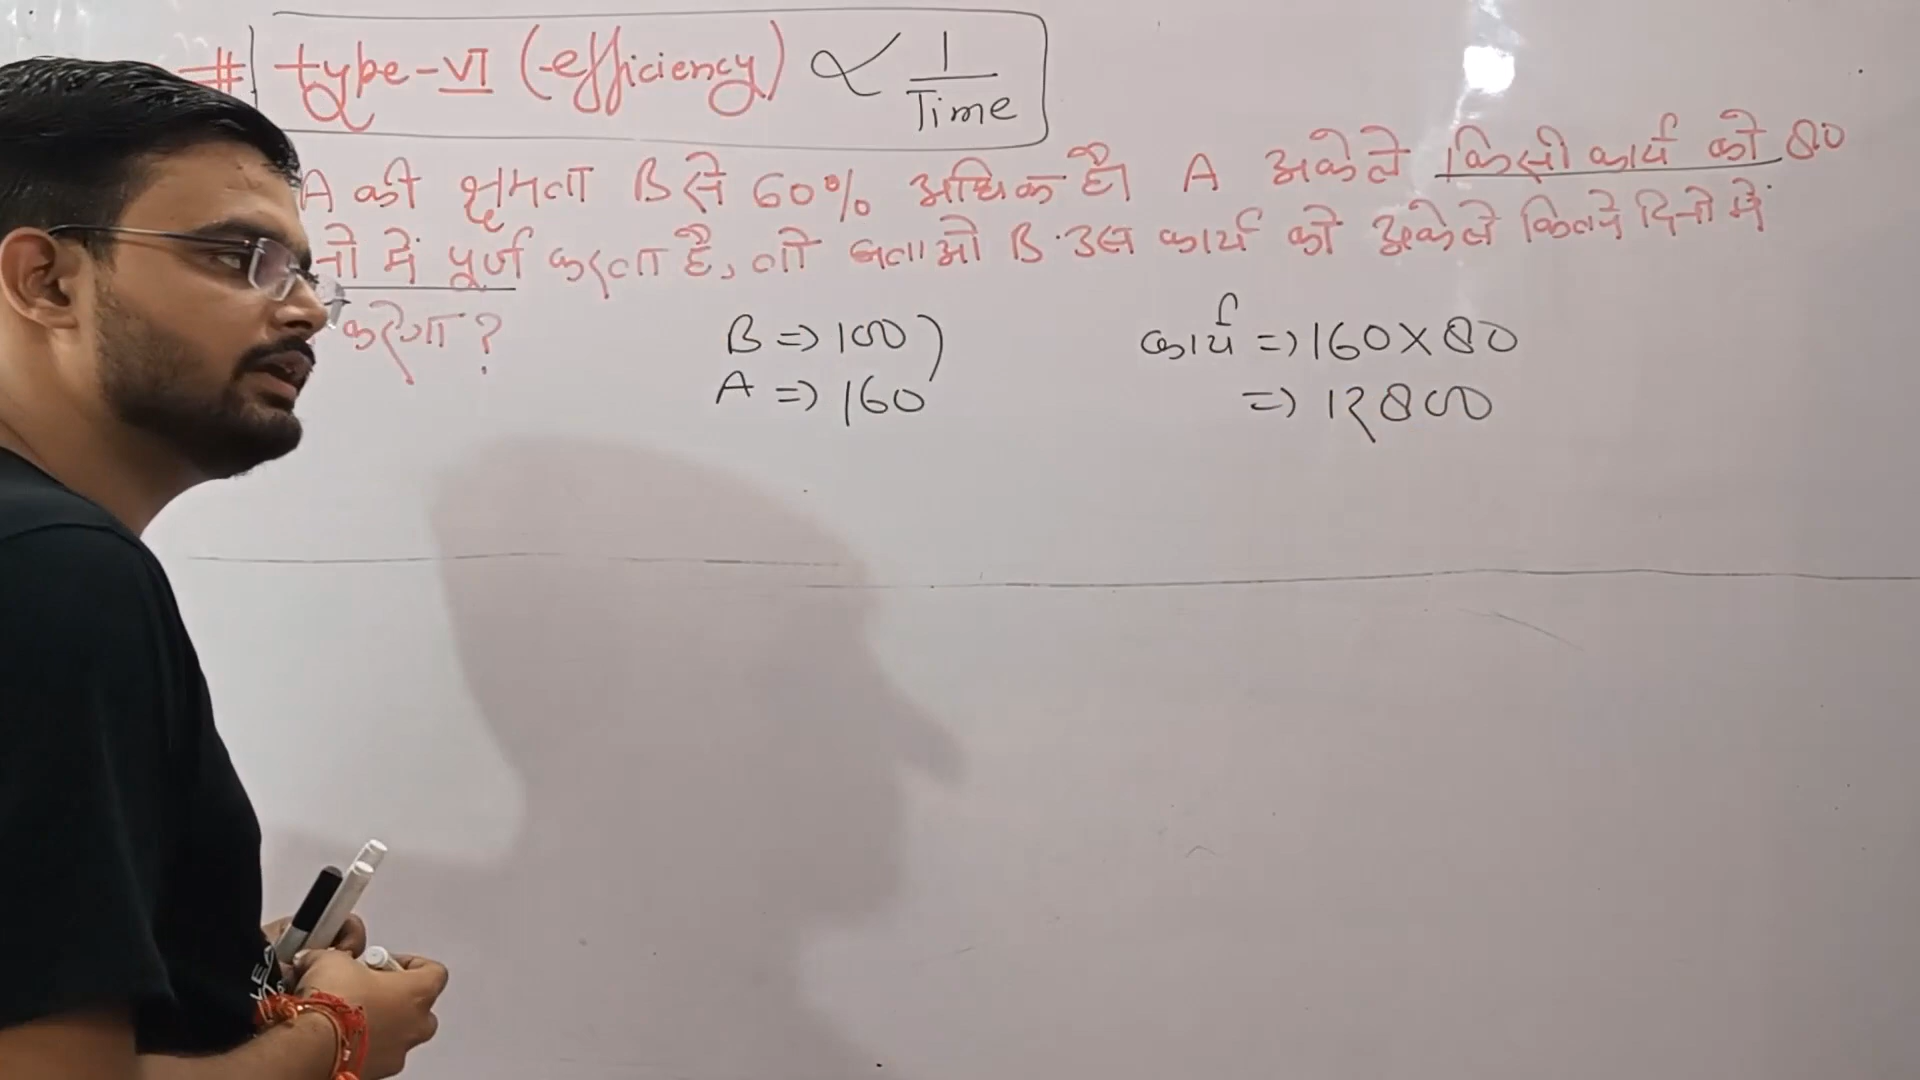 # type-VI (efficiency) ∝ 1/Time
A की क्षमता B से 60% अधिक है। A अकेले किसी कार्य को 80
नो में पूर्ण करता है, तो बताओ B उस कार्य को अकेले कितने दिनो में
करेगा ?
B => 100
A => 160
कार्य => 160 × 80
=> 12800